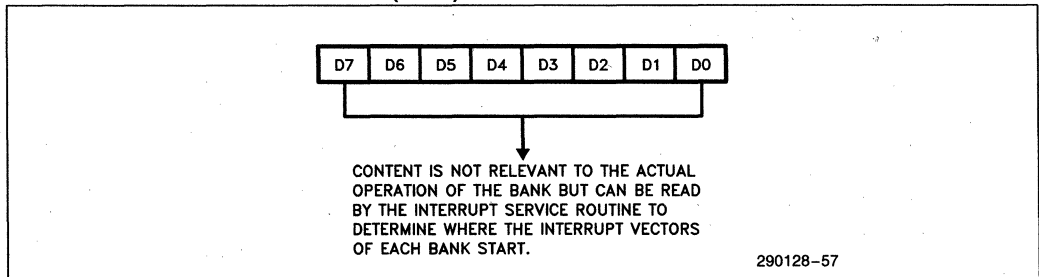 D7 D6 D5 D4 D3 D2 D1 D0
CONTENT IS NOT RELEVANT TO THE ACTUAL
OPERATION OF THE BANK BUT CAN BE READ
BY THE INTERRUPT SERVICE ROUTINE TO
DETERMINE WHERE THE INTERRUPT VECTORS
OF EACH BANK START.
290128-57